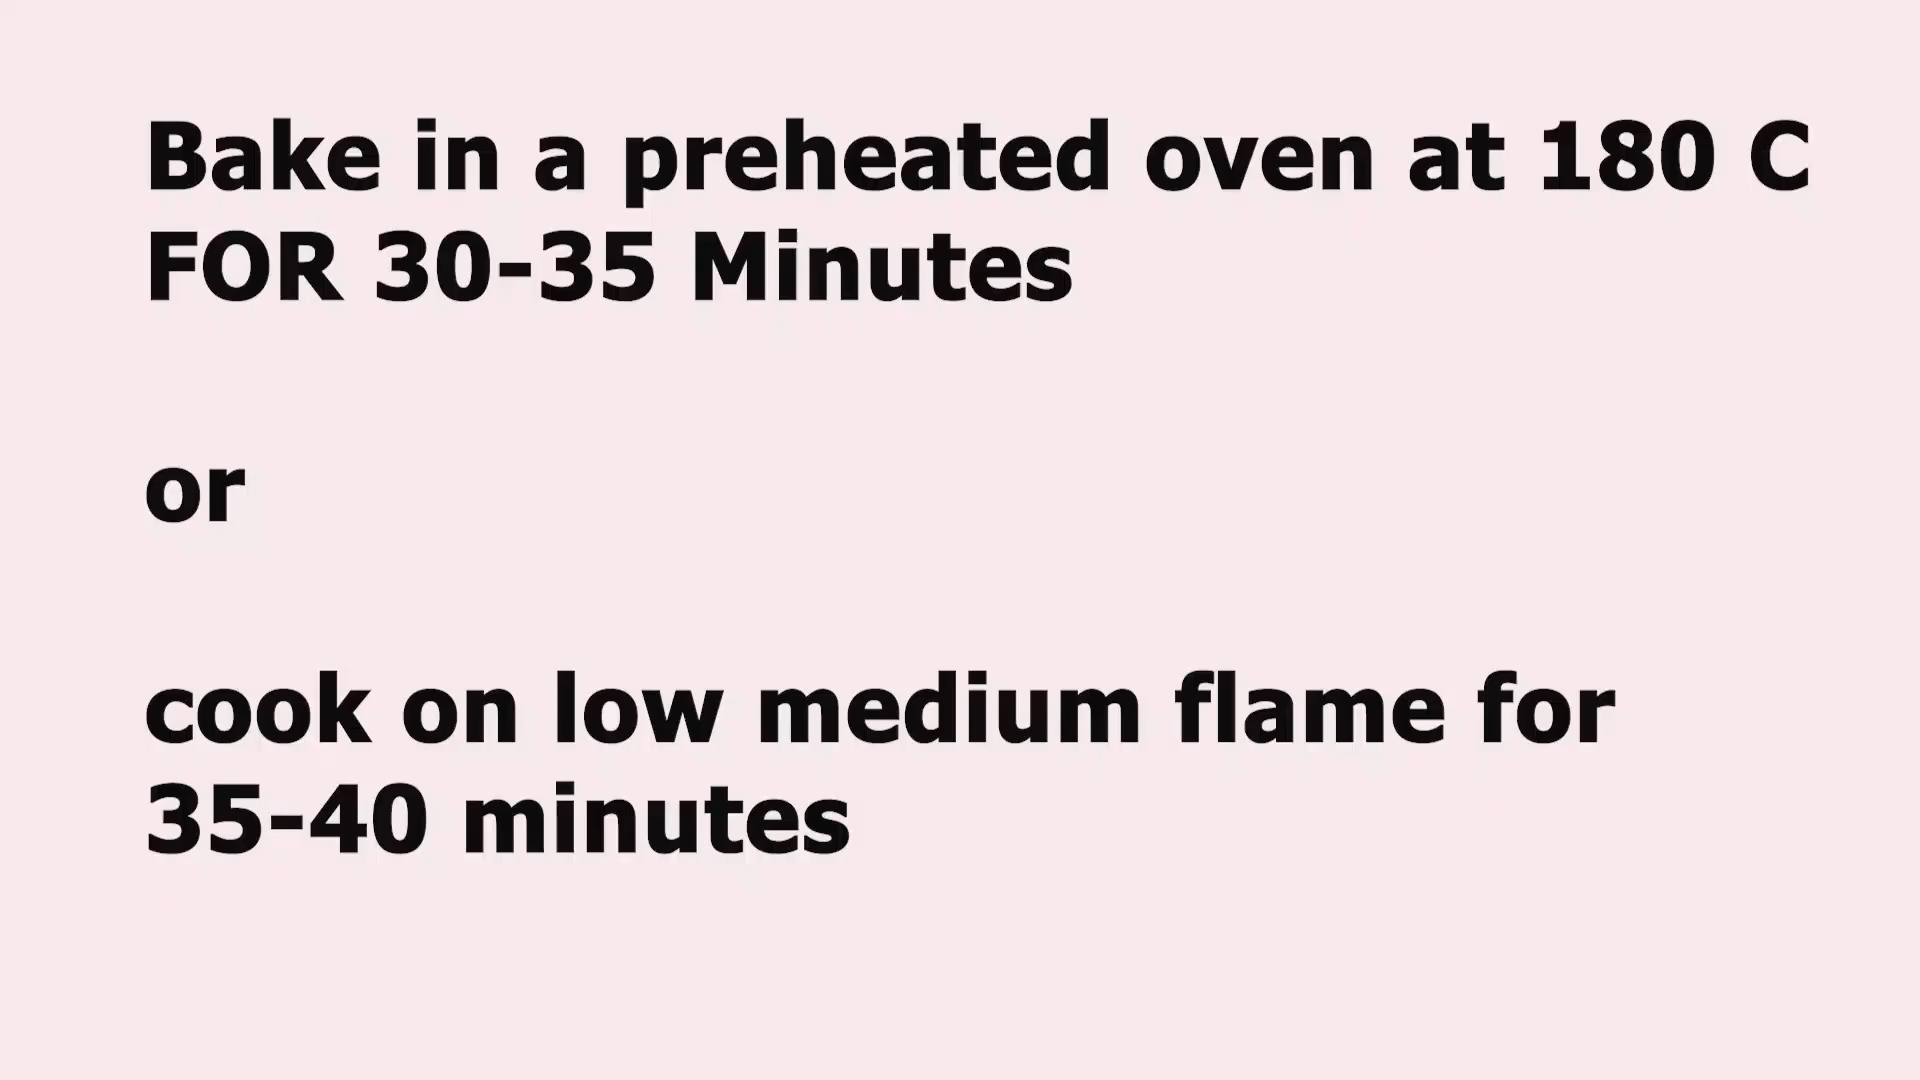 Bake in a preheated oven at 180 C
FOR 30-35 Minutes
or
cook on low medium flame for
35-40 minutes